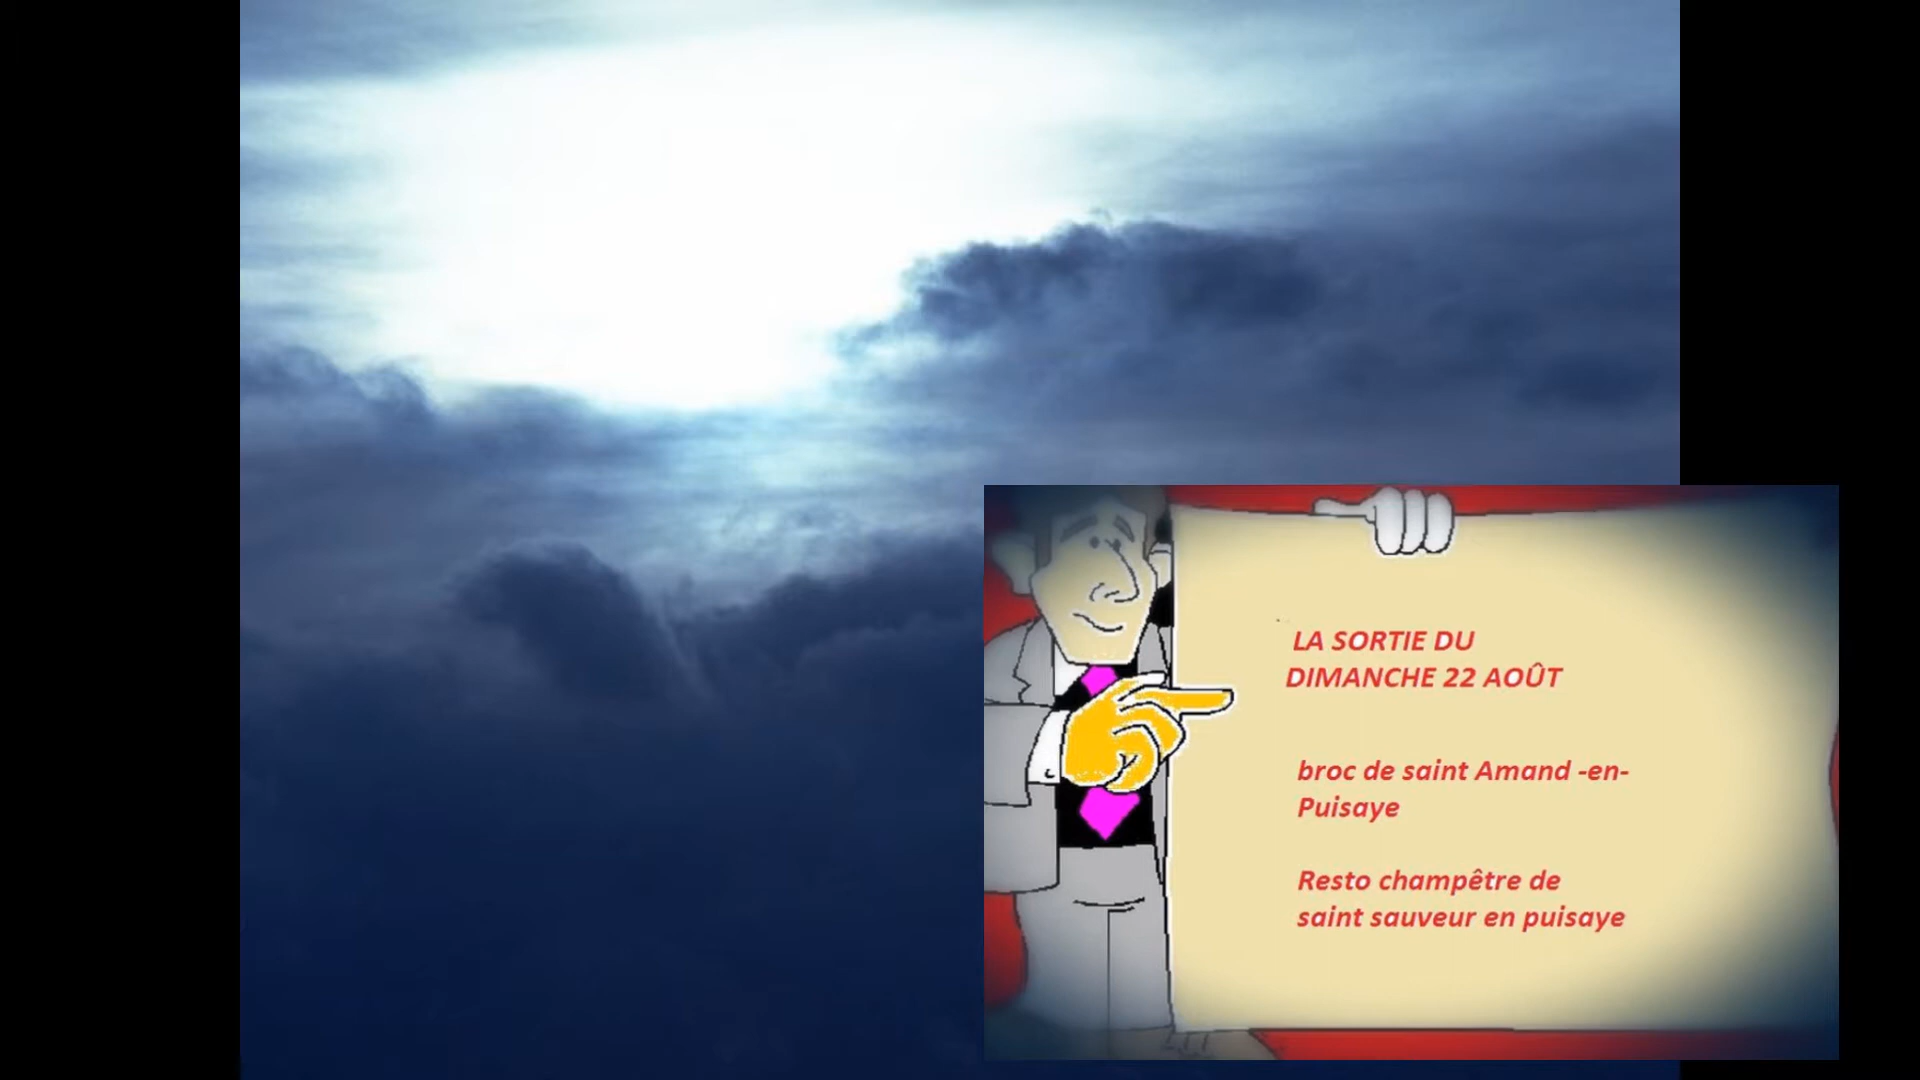 LA SORTIE DU
DIMANCHE 22 AOÛT
broc de saint Amand -en-
Puisaye
Resto champêtre de
saint sauveur en puisaye